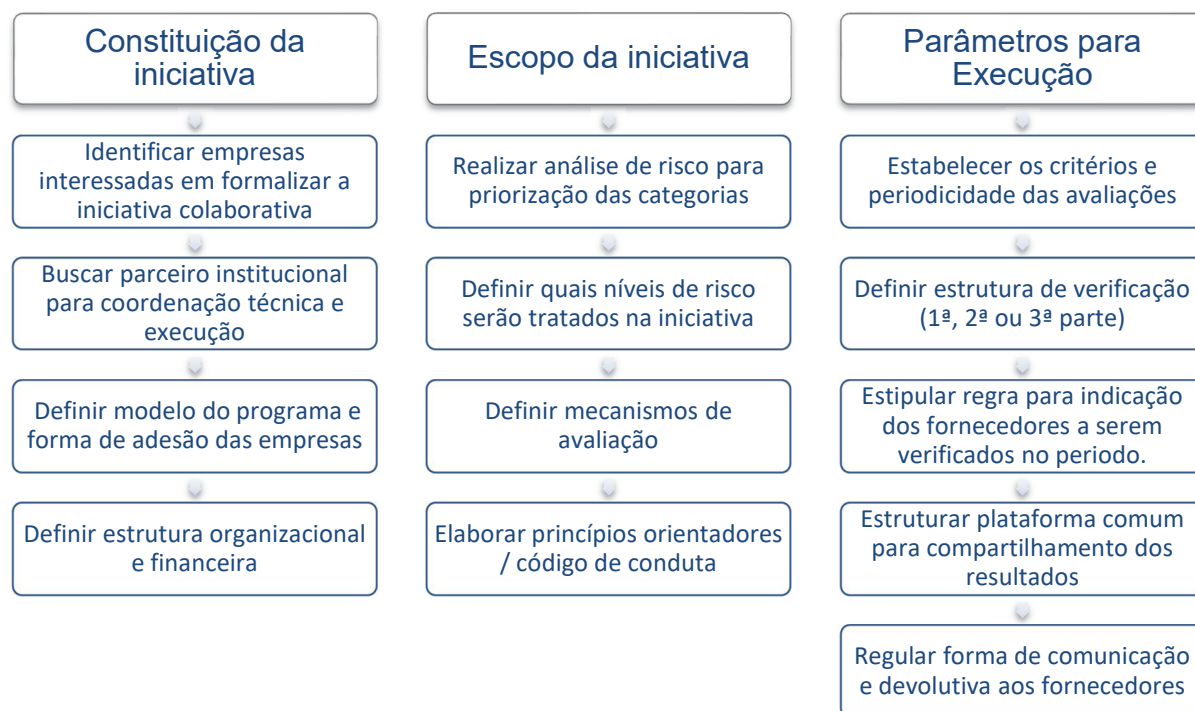 Constituição da
iniciativa
Identificar empresas
interessadas em formalizar a
iniciativa colaborativa
Buscar parceiro institucional
para coordenação técnica e
execução
Definir modelo do programa e
forma de adesão das empresas
Definir estrutura organizacional
e financeira
Escopo da iniciativa
Realizar análise de risco para
priorização das categorias
Definir quais níveis de risco
serão tratados na iniciativa
Definir mecanismos de
avaliação
Elaborar princípios orientadores
/ código de conduta
Parâmetros para
Execução
Estabelecer os critérios e
periodicidade das avaliações
Definir estrutura de verificação
(1ª, 2ª ou 3ª parte)
Estipular regra para indicação
dos fornecedores a serem
verificados no periodo.
Estruturar plataforma comum
para compartilhamento dos
resultados
Regular forma de comunicação
e devolutiva aos fornecedores